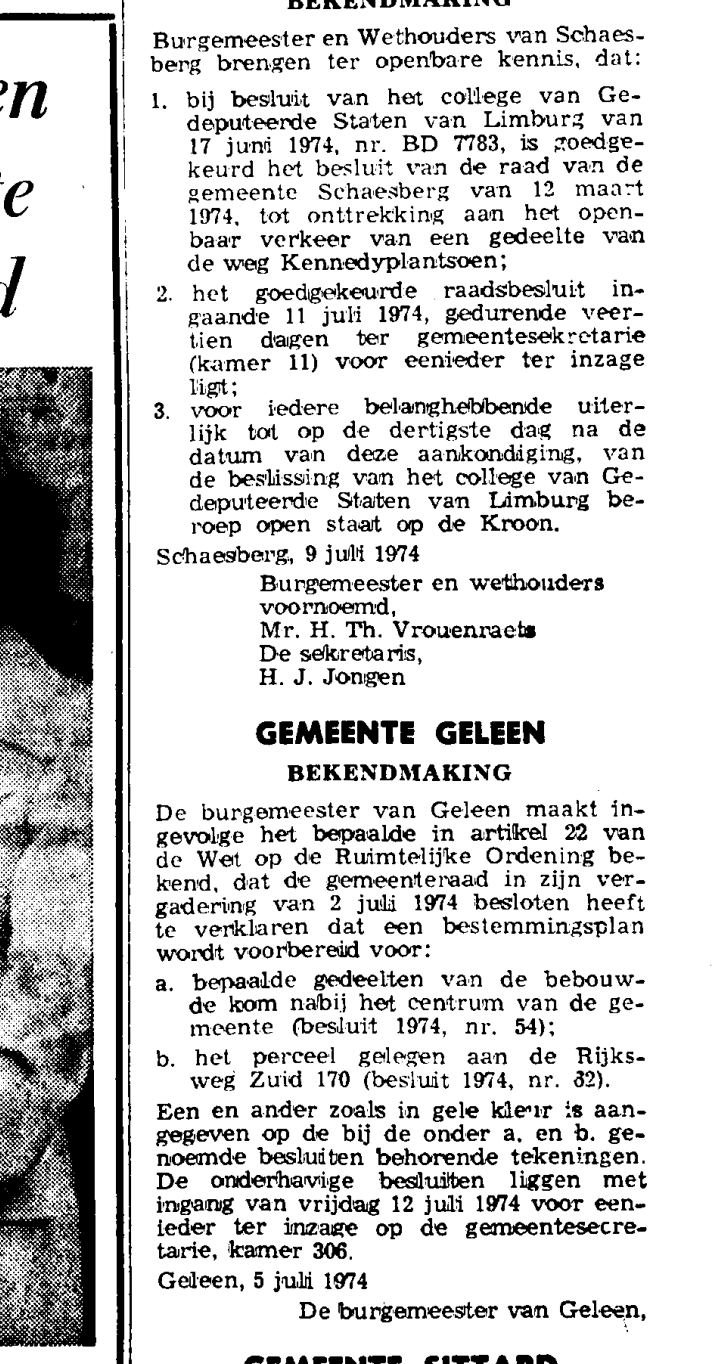 en
te
d
BEKENDMAKING
Burgemeester en Wethouders van Schaes-
berg brengen ter openbare kennis, dat:
1. bij besluit van het college van Ge-
deputeerde Staten van Limburg van
17 juni 1974, nr. BD 7783, is goedge-
keurd het besluit van de raad van de
gemeente Schaesberg van 12 maart
1974, tot onttrekking aan het open-
baar verkeer van een gedeelte van
de weg Kennedyplantsoen;
2. het goedgekeurde raadsbesluit in-
gaande 11 juli 1974, gedurende veer-
tien dagen ter gemeentesekretarie
(kamer 11) voor eenieder ter inzage
ligt;
3. voor iedere belanghebbende uiter-
lijk tot op de dertigste dag na de
datum van deze aankondiging, van
de beslissing van het college van Ge-
deputeerde Staten van Limburg be-
roep open staat op de Kroon.
Schaesberg, 9 juli 1974
Burgemeester en wethouders
voornoemd,
Mr. H. Th. Vrouenraets
De sekretaris,
H. J. Jongen
GEMEENTE GELEEN
BEKENDMAKING
De burgemeester van Geleen maakt in-
gevolge het bepaalde in artikel 22 van
de Wet op de Ruimtelijke Ordening be-
kend, dat de gemeenteraad in zijn ver-
gadering van 2 juli 1974 besloten heeft
te verklaren dat een bestemmingsplan
wordt voorbereid voor:
a. bepaalde gedeelten van de bebouw-
de kom nabij het centrum van de ge-
meente (besluit 1974, nr. 54);
b. het perceel gelegen aan de Rijks-
weg Zuid 170 (besluit 1974, nr. 32).
Een en ander zoals in gele kleur is aan-
gegeven op de bij de onder a. en b. ge-
noemde besluiten behorende tekeningen.
De onderhavige besluiten liggen met
ingang van vrijdag 12 juli 1974 voor een-
ieder ter inzage op de gemeentesecre-
tarie, kamer 306.
Geleen, 5 juli 1974
De burgemeester van Geleen,
GEMEENTE SITTARD